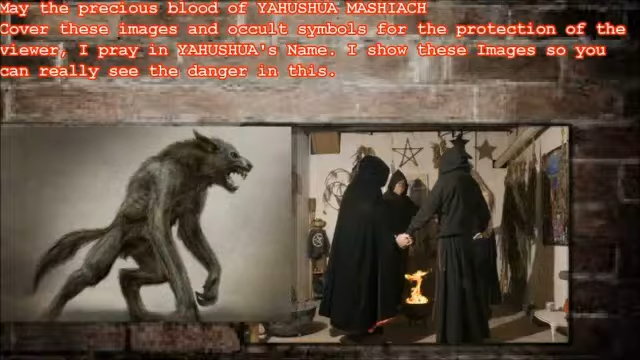 May the precious blood of YAHUSHUA MASHIACH
Cover these images and occult symbols for the protection of the
viewer, I pray in YAHUSHUA's Name. I show these Images so you
can really see the danger in this.